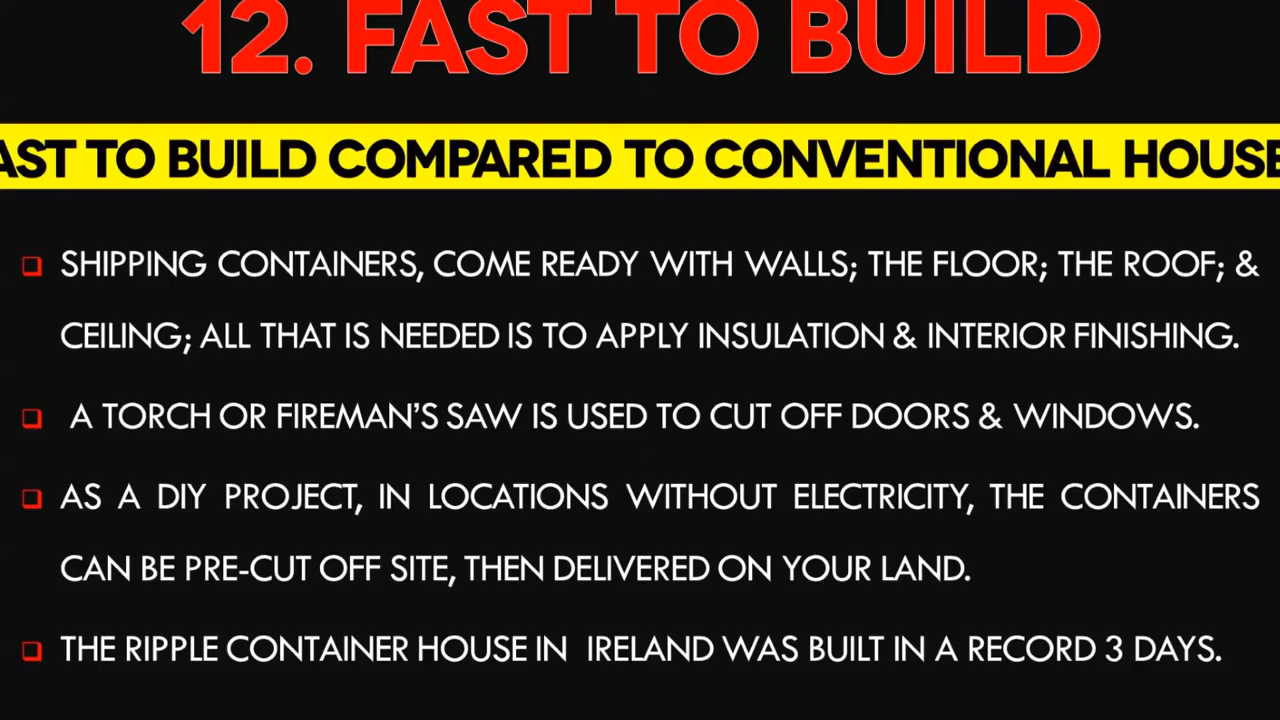 12. FAST TO BUILD
AST TO BUILD COMPARED TO CONVENTIONAL HOUSE
SHIPPING CONTAINERS, COME READY WITH WALLS; THE FLOOR; THE ROOF; &
CEILING; ALL THAT IS NEEDED IS TO APPLY INSULATION & INTERIOR FINISHING.
A TORCH OR FIREMAN’S SAW IS USED TO CUT OFF DOORS & WINDOWS.
AS A DIY PROJECT, IN LOCATIONS WITHOUT ELECTRICITY, THE CONTAINERS
CAN BE PRE-CUT OFF SITE, THEN DELIVERED ON YOUR LAND.
THE RIPPLE CONTAINER HOUSE IN IRELAND WAS BUILT IN A RECORD 3 DAYS.